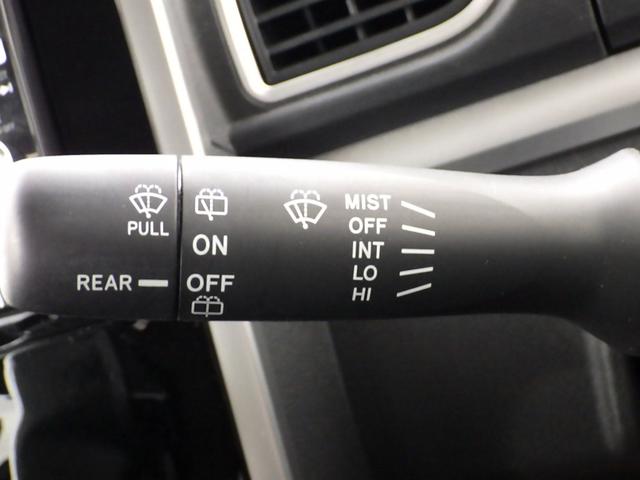 PULL
REAR
ON
OFF
MIST
OFF
INT
LO
HI